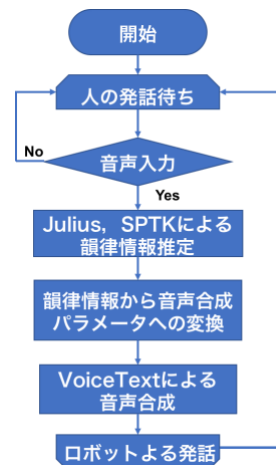 開始
人の発話待ち
No
音声入力
Yes
Julius，SPTKによる
韻律情報推定
韻律情報から音声合成
パラメータへの変換
VoiceTextによる
音声合成
ロボットよる発話